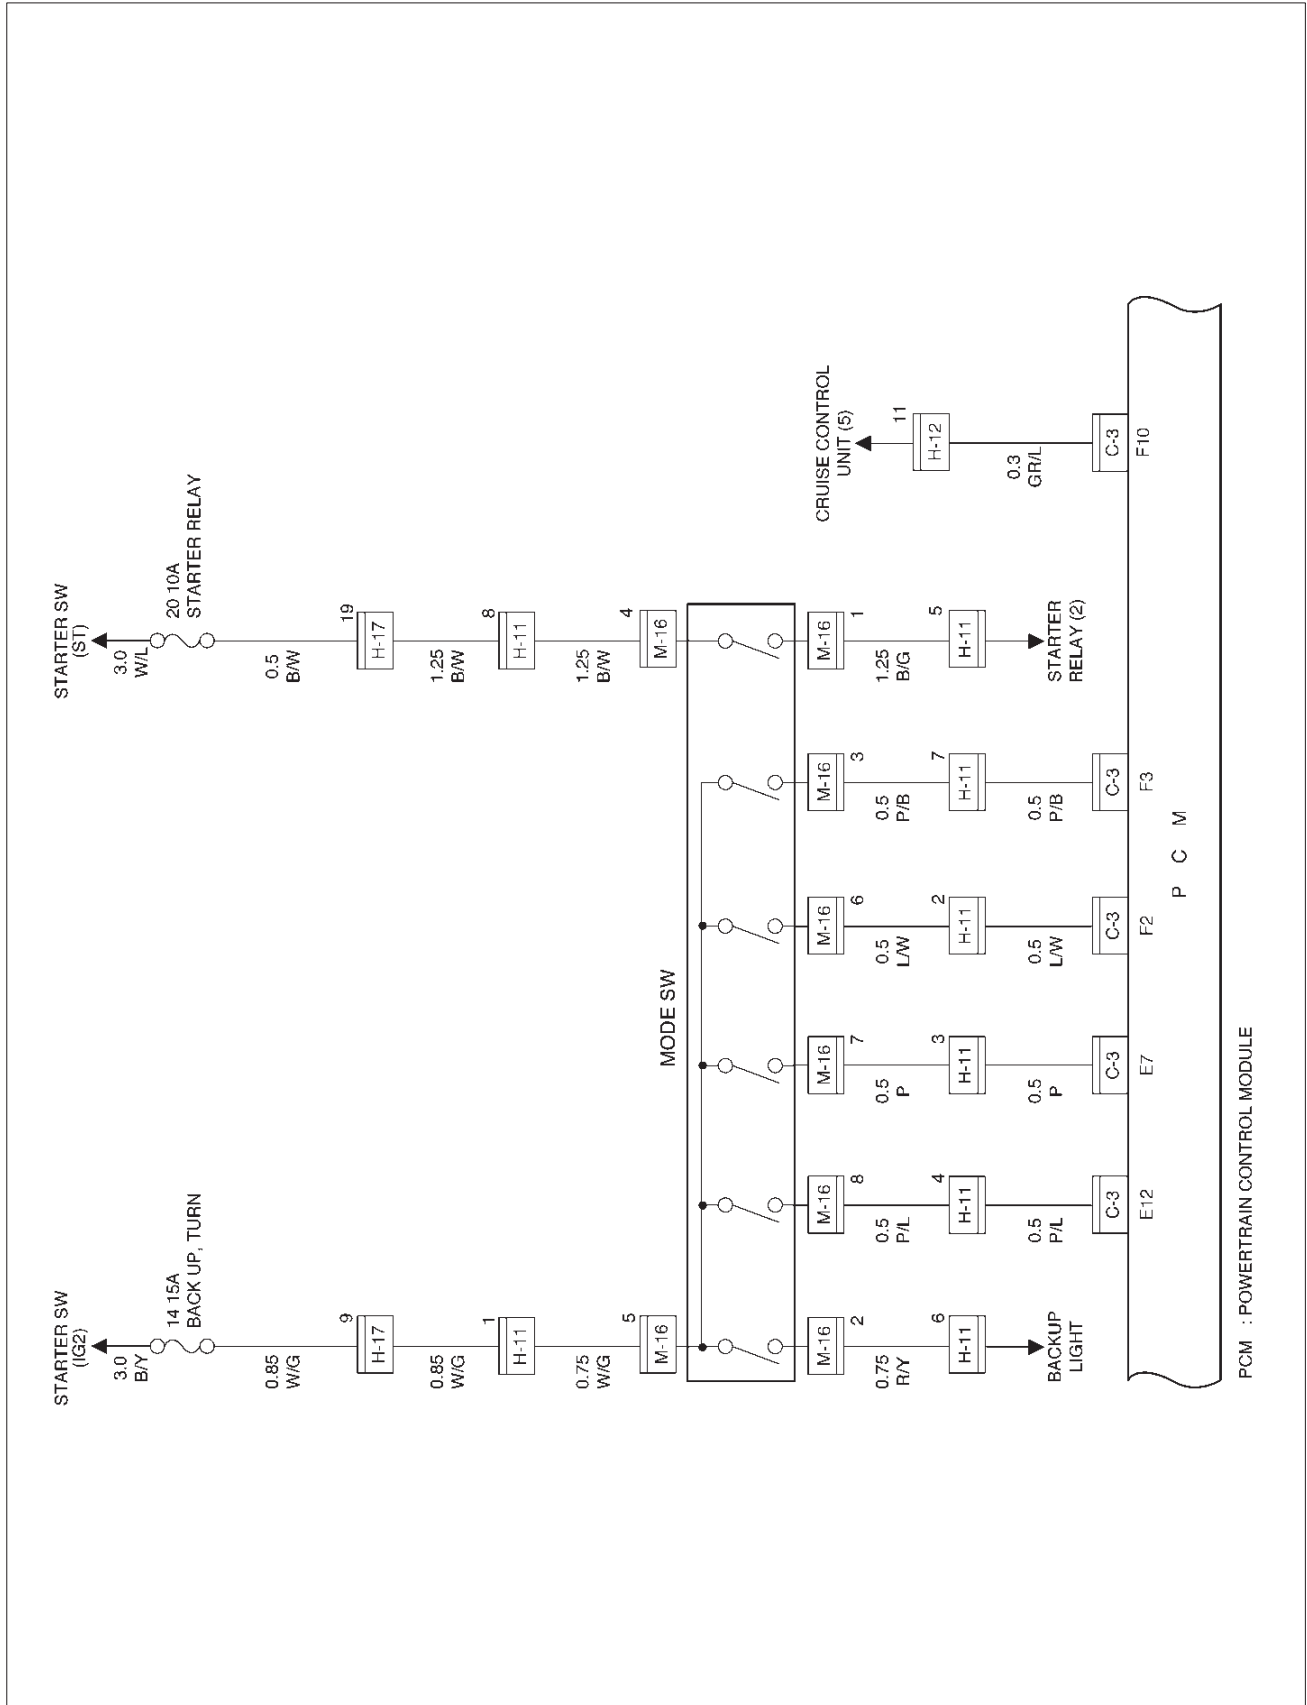 STARTER SW
(IG2)
3.0
B/Y
14 15A
BACK UP, TURN
0.85
W/G
9
H-17
0.85
W/G
1
H-11
0.75
W/G
5
M-16
STARTER SW
(ST)
3.0
W/L
20 10A
STARTER RELAY
0.5
B/W
19
H-17
1.25
B/W
8
H-11
1.25
B/W
4
M-16
MODE SW
M-16
2
0.75
R/Y
6
H-11
BACKUP
LIGHT
M-16
8
0.5
P/L
4
H-11
0.5
P/L
C-3
E12
M-16
7
0.5
P
3
H-11
0.5
P
C-3
E7
M-16
6
0.5
L/W
2
H-11
0.5
L/W
C-3
F2
M-16
3
0.5
P/B
7
H-11
0.5
P/B
C-3
F3
M-16
1
1.25
B/G
5
H-11
STARTER
RELAY (2)
CRUISE CONTROL
UNIT (5)
11
H-12
0.3
GR/L
C-3
F10
P C M
PCM : POWERTRAIN CONTROL MODULE